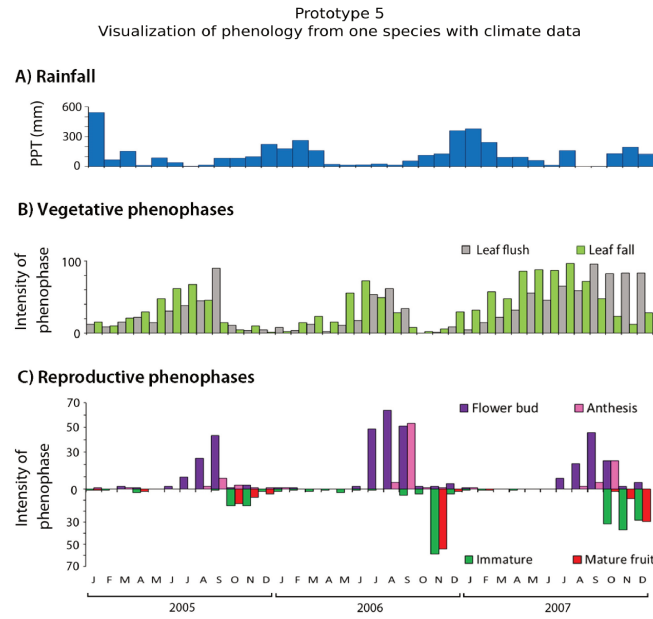 Prototype 5
Visualization of phenology from one species with climate data
A) Rainfall
PPT (mm)
600
300
0
B) Vegetative phenophases
Intensity of
phenophase
100
0
Leaf flush
Leaf fall
C) Reproductive phenophases
Intensity of
phenophase
70
50
30
0
30
50
70
Flower bud
Anthesis
Immature
Mature fruit
J F M A M J J A S O N D J F M A M J J A S O N D J F M A M J J A S O N D
2005 2006 2007